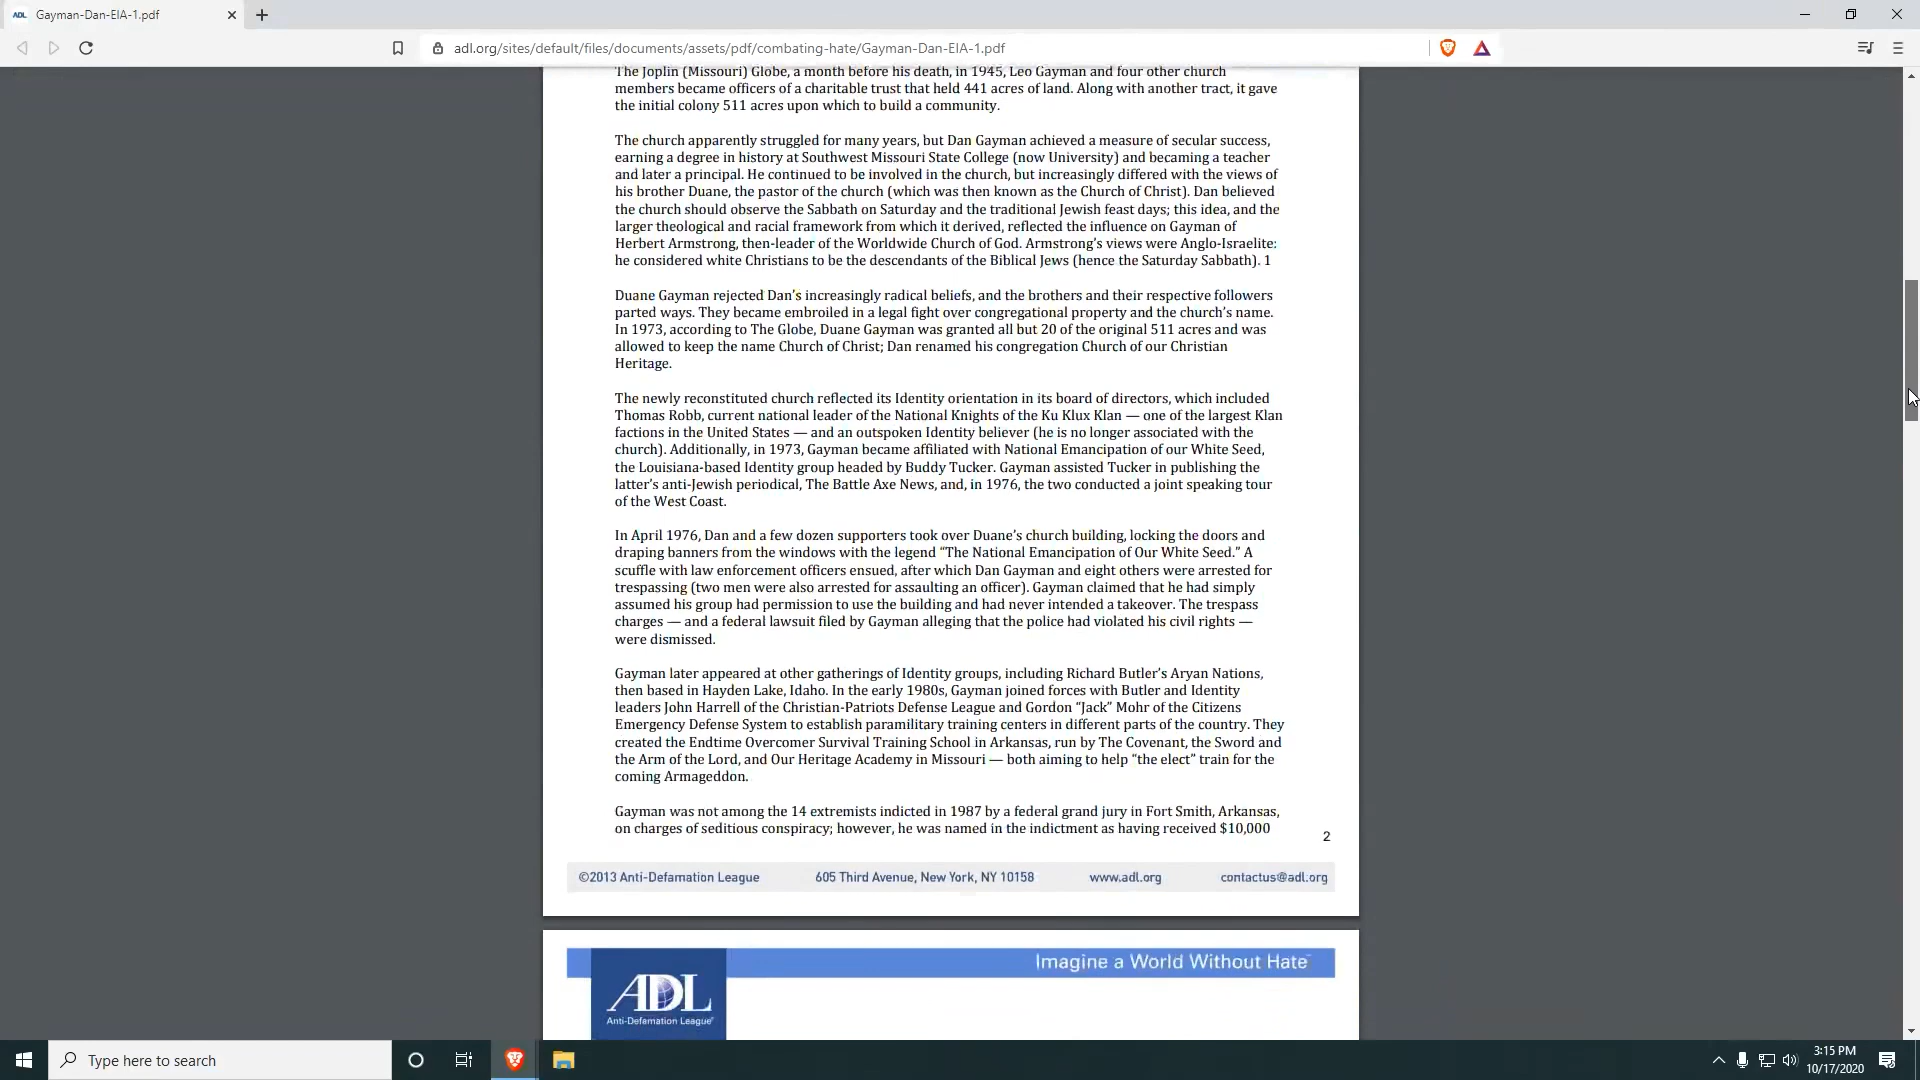 ADL Gayman-Dan-EIA-1.pdf
adl.org/sites/default/files/documents/assets/pdf/combating-hate/Gayman-Dan-EIA-1.pdf
The Joplin (Missouri) Globe, a month before his death, in 1945, Leo Gayman and four other church
members became officers of a charitable trust that held 441 acres of land. Along with another tract, it gave
the initial colony 511 acres upon which to build a community.
The church apparently struggled for many years, but Dan Gayman achieved a measure of secular success,
earning a degree in history at Southwest Missouri State College (now University) and becoming a teacher
and later a principal. He continued to be involved in the church, but increasingly differed with the views of
his brother Duane, the pastor of the church (which was then known as the Church of Christ). Dan believed
the church should observe the Sabbath on Saturday and the traditional Jewish feast days; this idea, and the
larger theological and racial framework from which it derived, reflected the influence on Gayman of
Herbert Armstrong, then-leader of the Worldwide Church of God. Armstrong’s views were Anglo-Israelite:
he considered white Christians to be the descendants of the Biblical Jews (hence the Saturday Sabbath). 1
Duane Gayman rejected Dan’s increasingly radical beliefs, and the brothers and their respective followers
parted ways. They became embroiled in a legal fight over congregational property and the church’s name.
In 1973, according to The Globe, Duane Gayman was granted all but 20 of the original 511 acres and was
allowed to keep the name Church of Christ; Dan renamed his congregation Church of our Christian
Heritage.
The newly reconstituted church reflected its Identity orientation in its board of directors, which included
Thomas Robb, current national leader of the National Knights of the Ku Klux Klan — one of the largest Klan
factions in the United States — and an outspoken Identity believer (he is no longer associated with the
church). Additionally, in 1973, Gayman became affiliated with National Emancipation of our White Seed,
the Louisiana-based Identity group headed by Buddy Tucker. Gayman assisted Tucker in publishing the
latter’s anti-Jewish periodical, The Battle Axe News, and, in 1976, the two conducted a joint speaking tour
of the West Coast.
In April 1976, Dan and a few dozen supporters took over Duane’s church building, locking the doors and
draping banners from the windows with the legend “The National Emancipation of Our White Seed.” A
scuffle with law enforcement officers ensued, after which Dan Gayman and eight others were arrested for
trespassing (two men were also arrested for assaulting an officer). Gayman claimed that he had simply
assumed his group had permission to use the building and had never intended a takeover. The trespass
charges — and a federal lawsuit filed by Gayman alleging that the police had violated his civil rights —
were dismissed.
Gayman later appeared at other gatherings of Identity groups, including Richard Butler’s Aryan Nations,
then based in Hayden Lake, Idaho. In the early 1980s, Gayman joined forces with Butler and Identity
leaders John Harrell of the Christian-Patriots Defense League and Gordon “Jack” Mohr of the Citizens
Emergency Defense System to establish paramilitary training centers in different parts of the country. They
created the Endtime Overcomer Survival Training School in Arkansas, run by The Covenant, the Sword and
the Arm of the Lord, and Our Heritage Academy in Missouri — both aiming to help “the elect” train for the
coming Armageddon.
Gayman was not among the 14 extremists indicted in 1987 by a federal grand jury in Fort Smith, Arkansas,
on charges of seditious conspiracy; however, he was named in the indictment as having received $10,000
2
©2013 Anti-Defamation League 605 Third Avenue, New York, NY 10158 www.adl.org contactus@adl.org
Imagine a World Without Hate™
ADL
Anti-Defamation League®
Type here to search
3:15 PM
10/17/2020